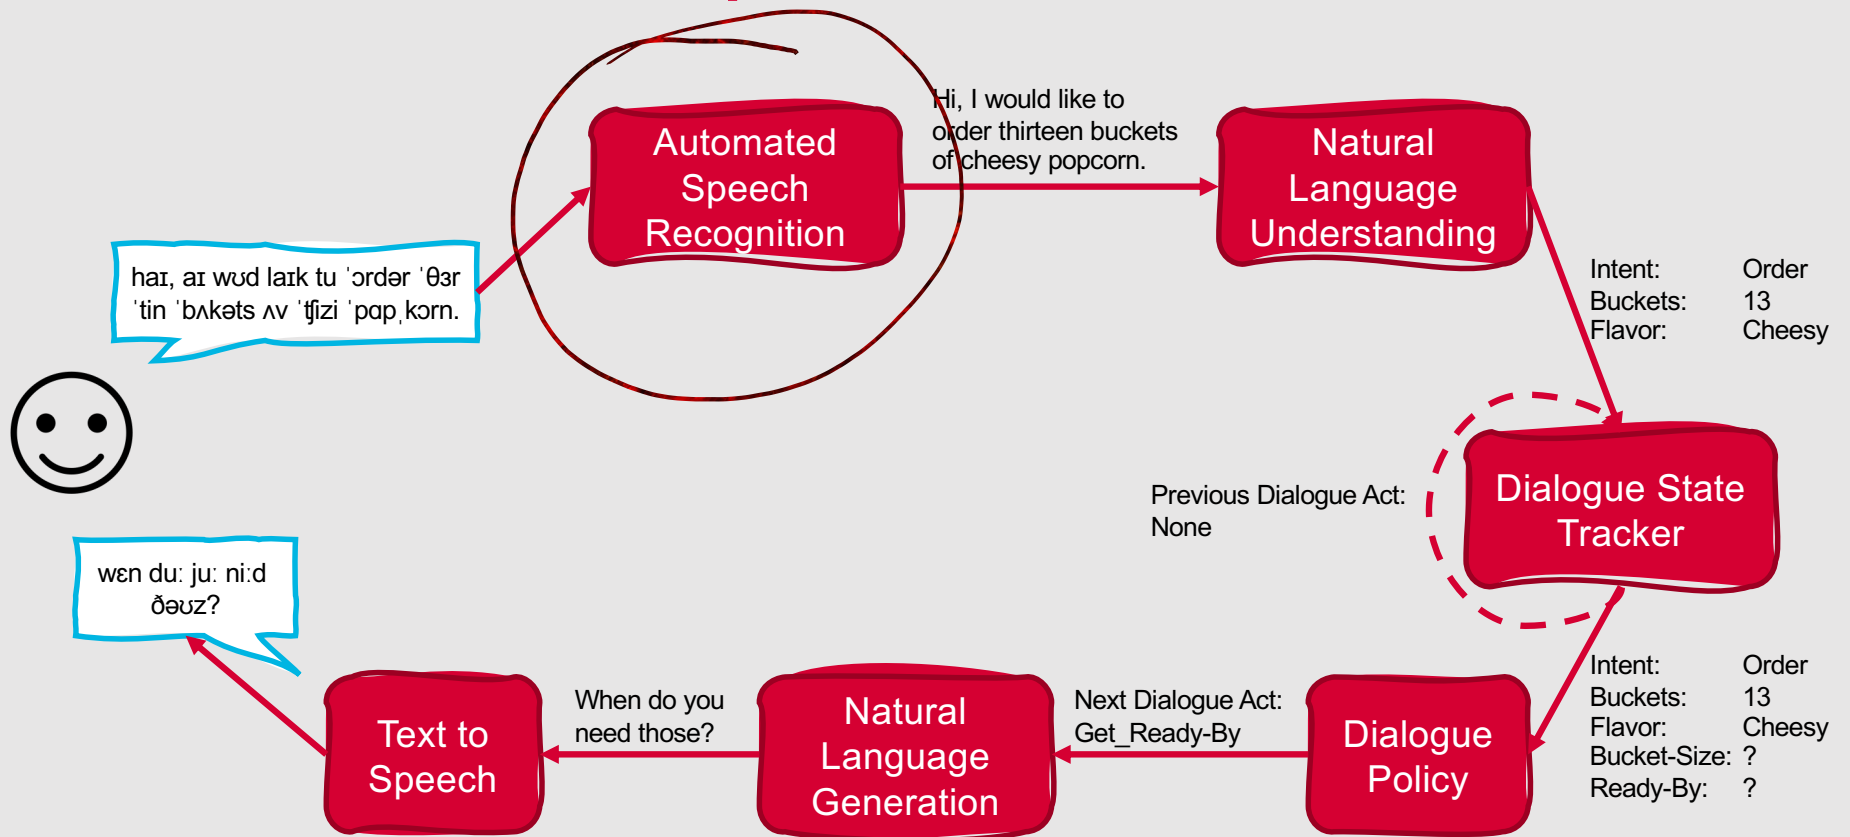 Hi, I would like to
order thirteen buckets
of cheesy popcorn.
Automated
Speech
Recognition
Natural
Language
Understanding
haɪ, aɪ wʊd laɪk tu ˈɔrdər ˈθɜr
ˈtin ˈbʌkəts ʌv ˈʧizi ˈpɑpˌkɔrn.
Intent: Order
Buckets: 13
Flavor: Cheesy
Previous Dialogue Act:
None
Dialogue State
Tracker
wɛn duː juː niːd
ðəʊz?
Intent: Order
Buckets: 13
Flavor: Cheesy
Bucket-Size: ?
Ready-By: ?
Dialogue
Policy
Next Dialogue Act:
Get_Ready-By
Natural
Language
Generation
When do you
need those?
Text to
Speech